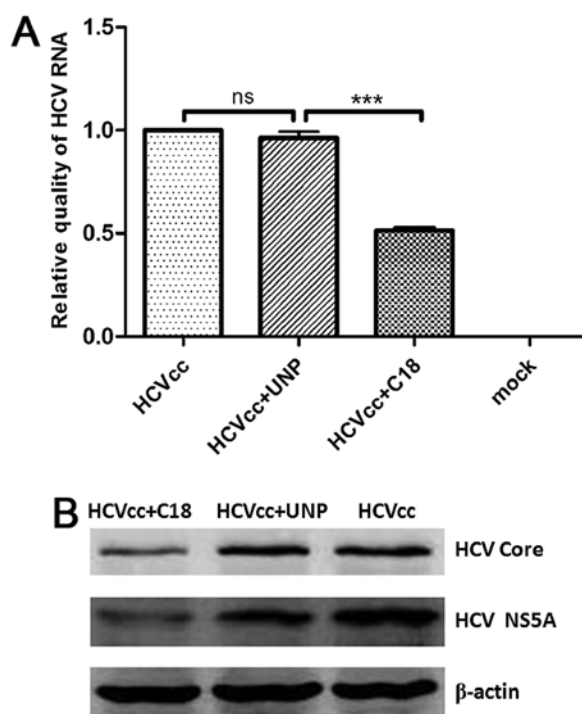 A
Relative quality of HCV RNA
1.5
1.0
0.5
0.0
ns
***
HCVcc
HCVcc+UNP
HCVcc+C18
mock
B
HCVcc+C18 HCVcc+UNP HCVcc
HCV Core
HCV NS5A
β-actin